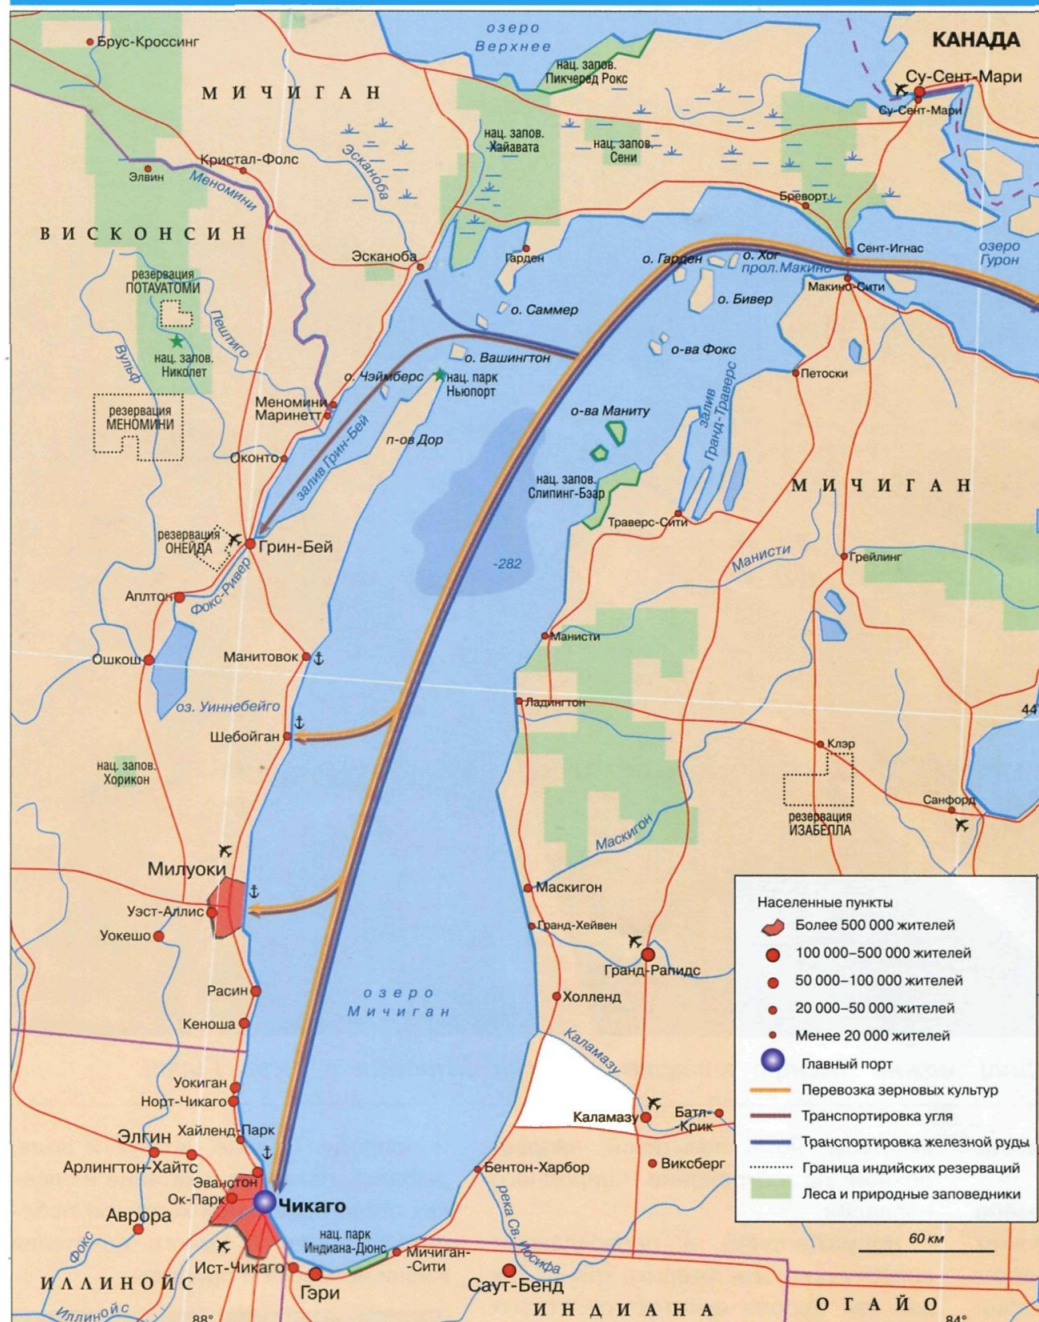 озеро
Верхнее
КАНАДА
Брус-Кроссинг
нац. запов.
Пикчеред Рокс
Су-Сент-Мари
Су-Сент-Мари
МИЧИГАН
нац. запов.
Хайавата
нац. запов.
Сени
Эсканоба
Кристал-Фолс
Элвин
Меномини
Бреворт
ВИСКОНСИН
Эсканоба
Гарден
о. Гарден
о. Хог
прол. Макино
Сент-Игнас
озеро
Гурон
Макино-Сити
резервация
ПОТАУАТОМИ
о. Бивер
о. Саммер
Пештиго
Вульф
нац. запов.
Николет
о. Вашингтон
о-ва Фокс
о. Чэймберс
нац. парк
Ньюпорт
Петоски
залив
Гранд-Траверс
резервация
МЕНОМИНИ
Меномини
Маринетт
о-ва Маниту
п-ов Дор
залив Грин-Бей
Оконто
нац. запов.
Слипинг-Бэар
МИЧИГАН
Траверс-Сити
резервация
ОНЕЙДА
Грин-Бей
Манисти
Грейлинг
-282
Фокс-Ривер
Аплтон
Манисти
Ошкош
Манитовок
оз. Уиннебейго
Ладингтон
44°
Шебойган
Клэр
нац. запов.
Хорикон
Санфорд
резервация
ИЗАБЕЛЛА
Маскигон
Милуоки
Маскигон
Уэст-Аллис
Гранд-Хейвен
Уокешо
Гранд-Рапидс
Расин
озеро
Мичиган
Холленд
Кеноша
Каламазу
Уокиган
Норт-Чикаго
Каламазу
Батл-
-Крик
Хайленд-Парк
Элгин
Арлингтон-Хайтс
Бентон-Харбор
Виксберг
Эванстон
Ок-Парк
Чикаго
река Св. Иосифа
Аврора
Фокс
нац. парк
Индиана-Дюнс
Мичиган-
-Сити
Ист-Чикаго
Гэри
Саут-Бенд
ИЛЛИНОЙС
Иллинойс
ИНДИАНА
ОГАЙО
88°
84°
Населенные пункты
Более 500 000 жителей
100 000–500 000 жителей
50 000–100 000 жителей
20 000–50 000 жителей
Менее 20 000 жителей
Главный порт
Перевозка зерновых культур
Транспортировка угля
Транспортировка железной руды
Граница индийских резерваций
Леса и природные заповедники
60 км